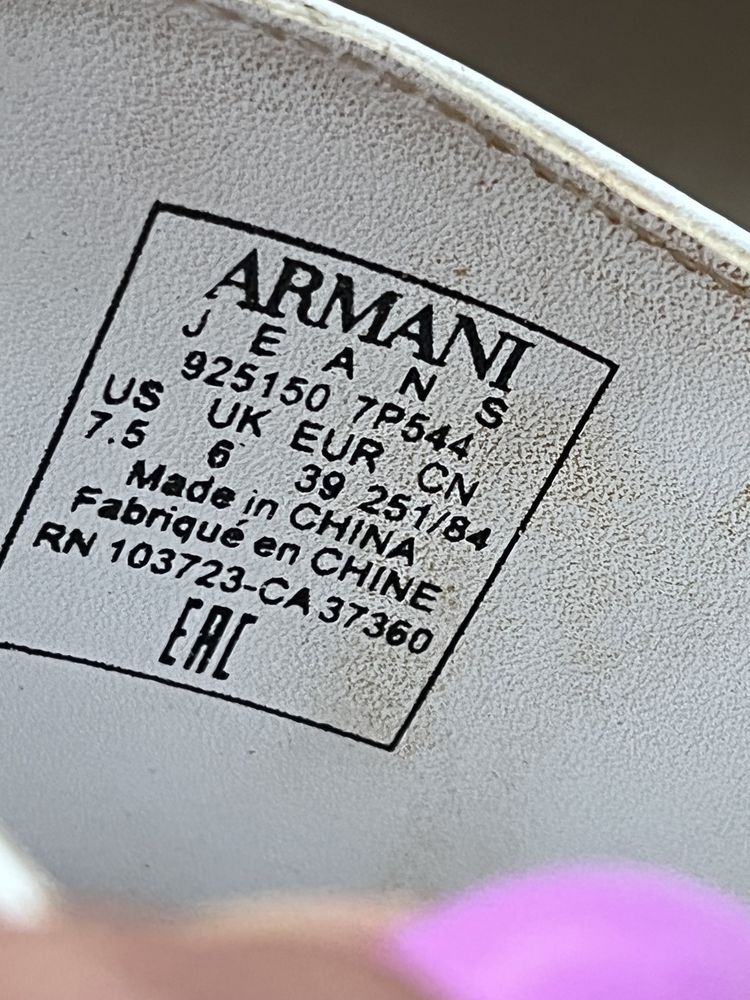 ARMANI
JEANS
925150 7P544
US UK EUR CN
7.5 6 39 251/84
Made in CHINA
Fabriqué en CHINE
RN 103723-CA 37360
EAC